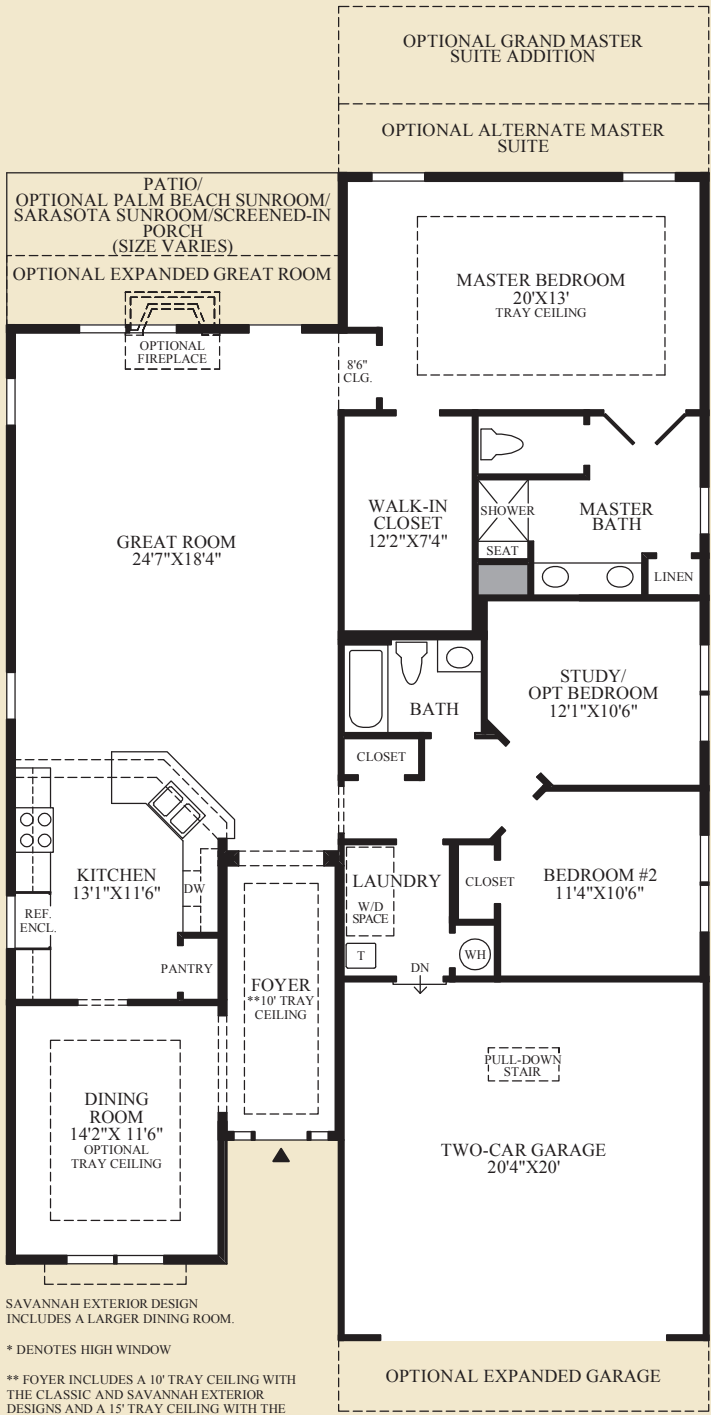 OPTIONAL GRAND MASTER
SUITE ADDITION
OPTIONAL ALTERNATE MASTER
SUITE
PATIO/
OPTIONAL PALM BEACH SUNROOM/
SARASOTA SUNROOM/SCREENED-IN
PORCH
(SIZE VARIES)
OPTIONAL EXPANDED GREAT ROOM
MASTER BEDROOM
20'X13'
TRAY CEILING
OPTIONAL
FIREPLACE
8'6"
CLG.
GREAT ROOM
24'7"X18'4"
WALK-IN
CLOSET
12'2"X7'4"
SHOWER
SEAT
MASTER
BATH
LINEN
STUDY/
OPT BEDROOM
12'1"X10'6"
BATH
CLOSET
KITCHEN
13'1"X11'6"
DW
REF.
ENCL.
PANTRY
LAUNDRY
W/D
SPACE
T
CLOSET
WH
DN
BEDROOM #2
11'4"X10'6"
FOYER
**10' TRAY
CEILING
DINING
ROOM
14'2"X 11'6"
OPTIONAL
TRAY CEILING
PULL-DOWN
STAIR
TWO-CAR GARAGE
20'4"X20'
OPTIONAL EXPANDED GARAGE
SAVANNAH EXTERIOR DESIGN
INCLUDES A LARGER DINING ROOM.
* DENOTES HIGH WINDOW
** FOYER INCLUDES A 10' TRAY CEILING WITH
THE CLASSIC AND SAVANNAH EXTERIOR
DESIGNS AND A 15' TRAY CEILING WITH THE